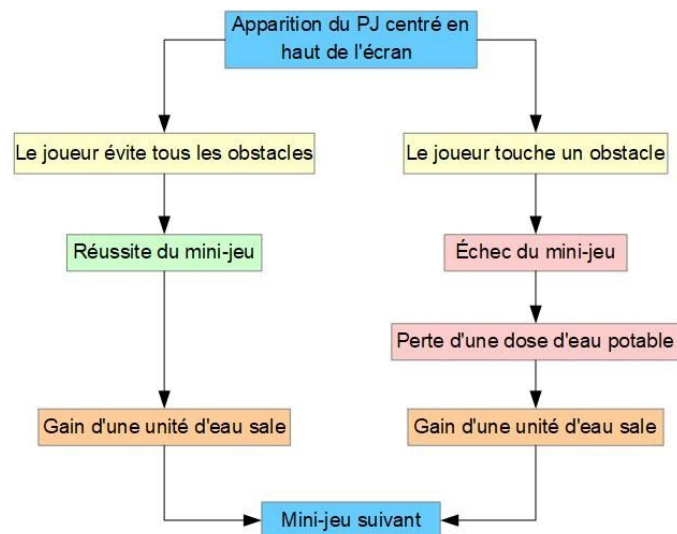 Apparition du PJ centré en
haut de l'écran
Le joueur évite tous les obstacles
Le joueur touche un obstacle
Réussite du mini-jeu
Échec du mini-jeu
Perte d'une dose d'eau potable
Gain d'une unité d'eau sale
Gain d'une unité d'eau sale
Mini-jeu suivant